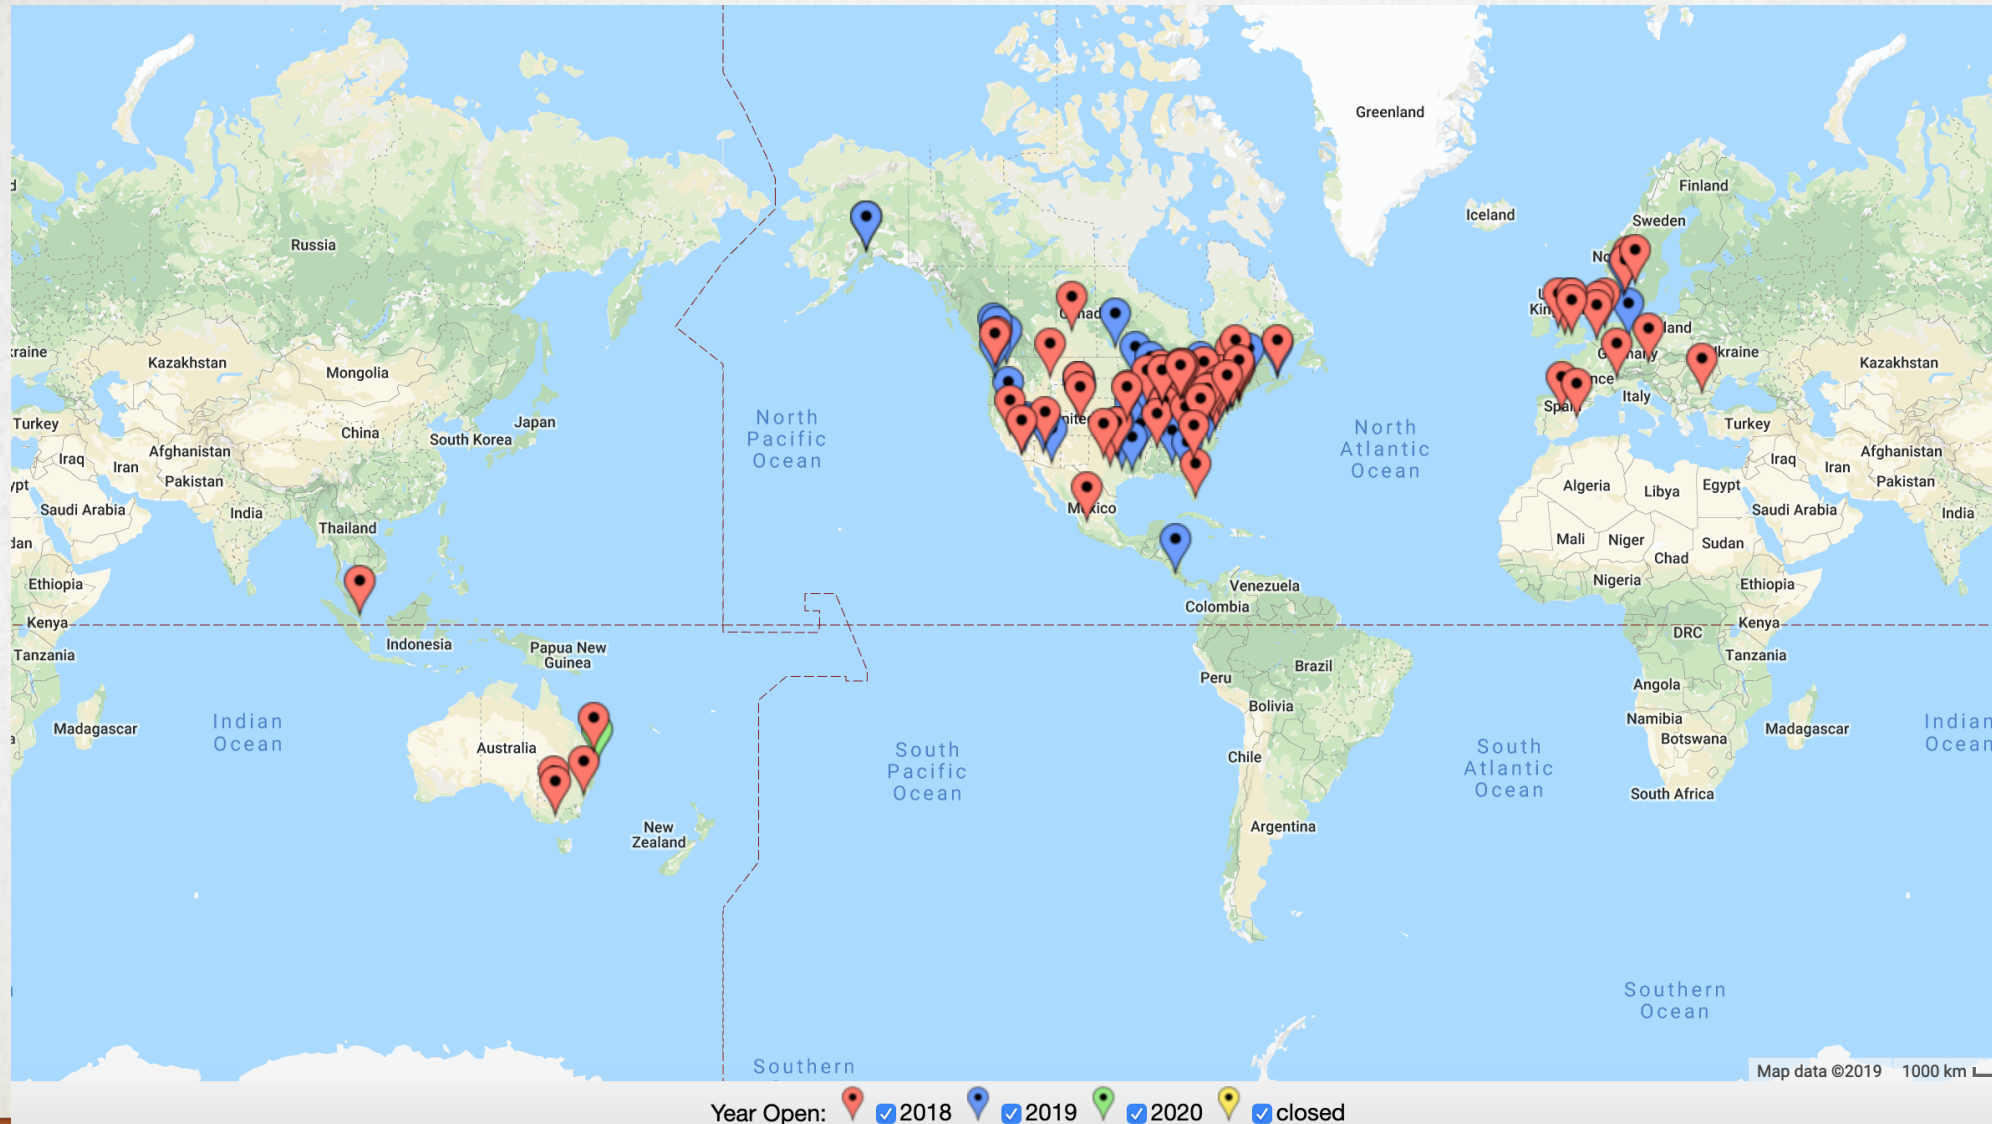 Greenland
Finland
Iceland
Sweden
Russia
Kazakhstan
Mongolia
Ukraine
Kazakhstan
Italy
Turkey
Japan
China
South Korea
North
Pacific
Ocean
North
Atlantic
Ocean
Turkey
Afghanistan
Iraq
Iran
Pakistan
Afghanistan
Iraq
Iran
Pakistan
Algeria
Libya
Egypt
Saudi Arabia
India
Saudi Arabia
India
Mexico
Thailand
Mali
Niger
Chad
Sudan
Ethiopia
Venezuela
Nigeria
Ethiopia
Colombia
Kenya
Indonesia
Papua New
Guinea
DRC
Kenya
Tanzania
Brazil
Tanzania
Peru
Angola
Bolivia
Madagascar
Indian
Ocean
Australia
South
Pacific
Ocean
Chile
South
Atlantic
Ocean
Namibia
Botswana
Madagascar
Indian
Ocean
South Africa
New
Zealand
Argentina
Southern
Ocean
Southern
Map data ©2019 1000 km
Year Open: 2018 2019 2020 closed